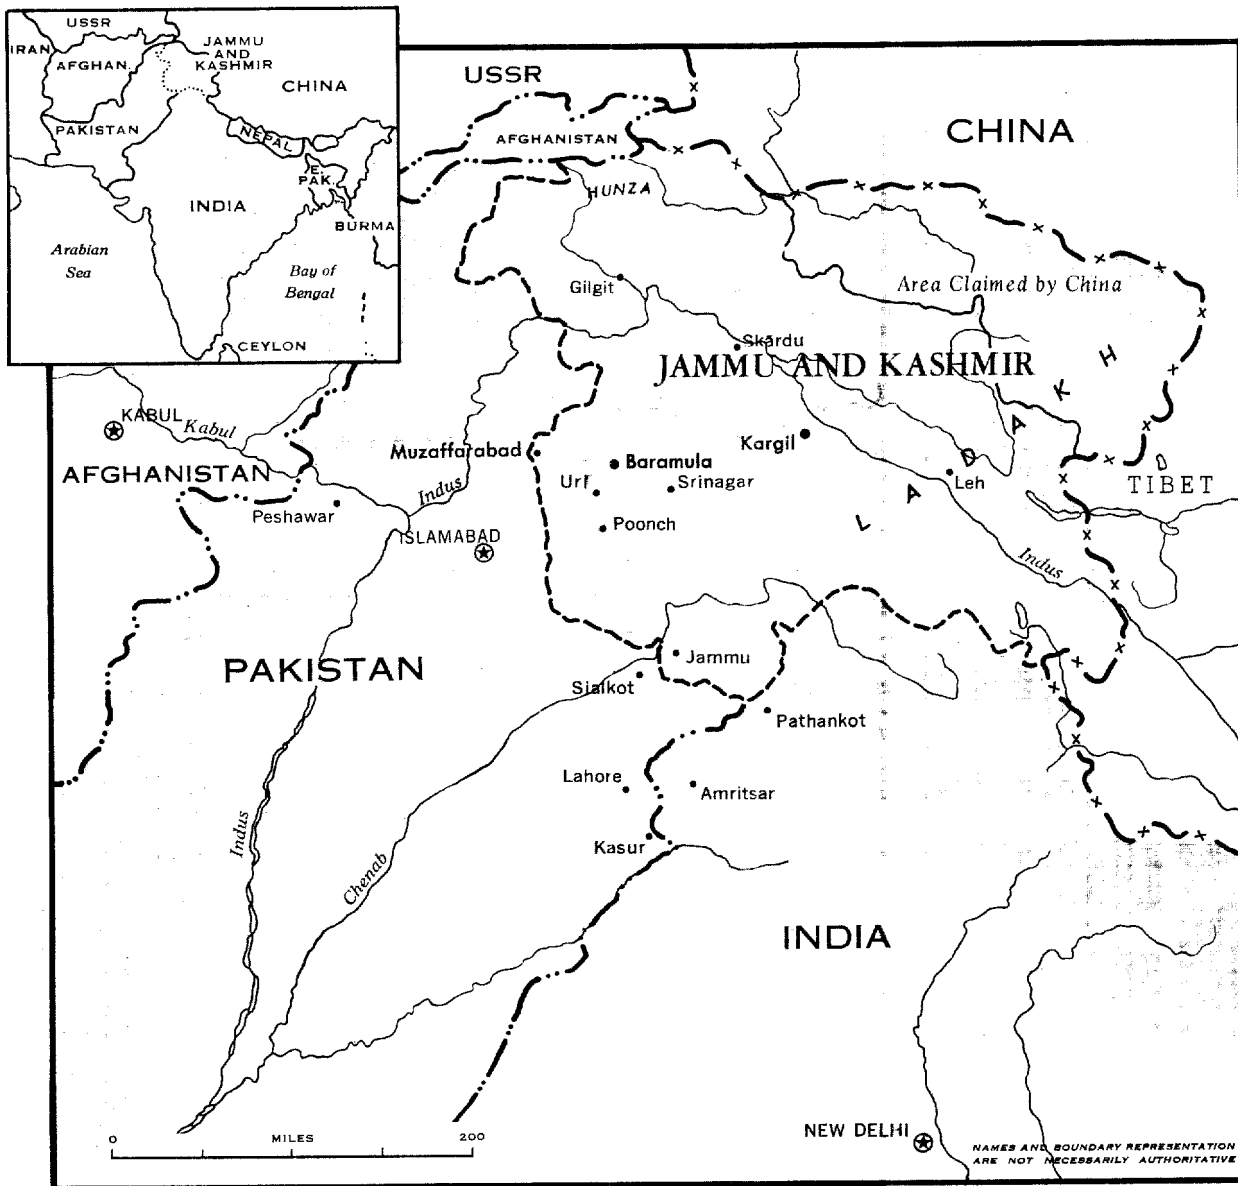 USSR
IRAN
AFGHAN.
JAMMU
AND
KASHMIR
CHINA
PAKISTAN
NEPAL
E.
PAK.
INDIA
BURMA
Arabian
Sea
Bay of
Bengal
CEYLON
USSR
AFGHANISTAN
CHINA
HUNZA
Gilgit
Area Claimed by China
Skārdu
JAMMU AND KASHMIR
LADAKH
KABUL
Kabul
AFGHANISTAN
Muzaffarabad
Baramula
Kargil
Uri
Srinagar
Leh
TIBET
Indus
Peshawar
Poonch
ISLAMABAD
Indus
PAKISTAN
Jammu
Sialkot
Pathankot
Lahore
Amritsar
Kasur
Indus
Chenab
INDIA
0 MILES 200
NEW DELHI
NAMES AND BOUNDARY REPRESENTATION
ARE NOT NECESSARILY AUTHORITATIVE